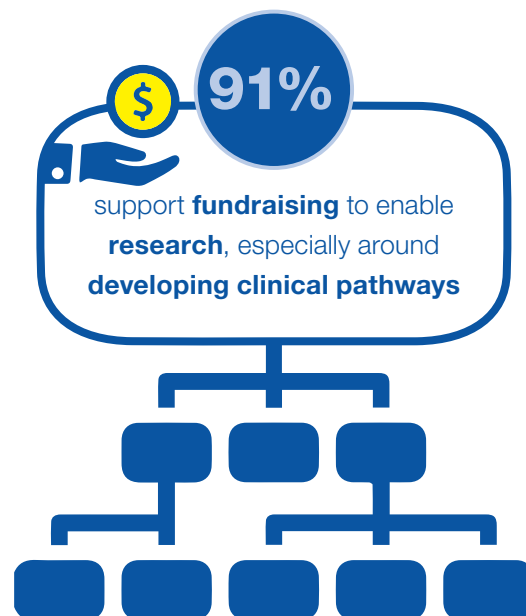 $
91%
support fundraising to enable
research, especially around
developing clinical pathways